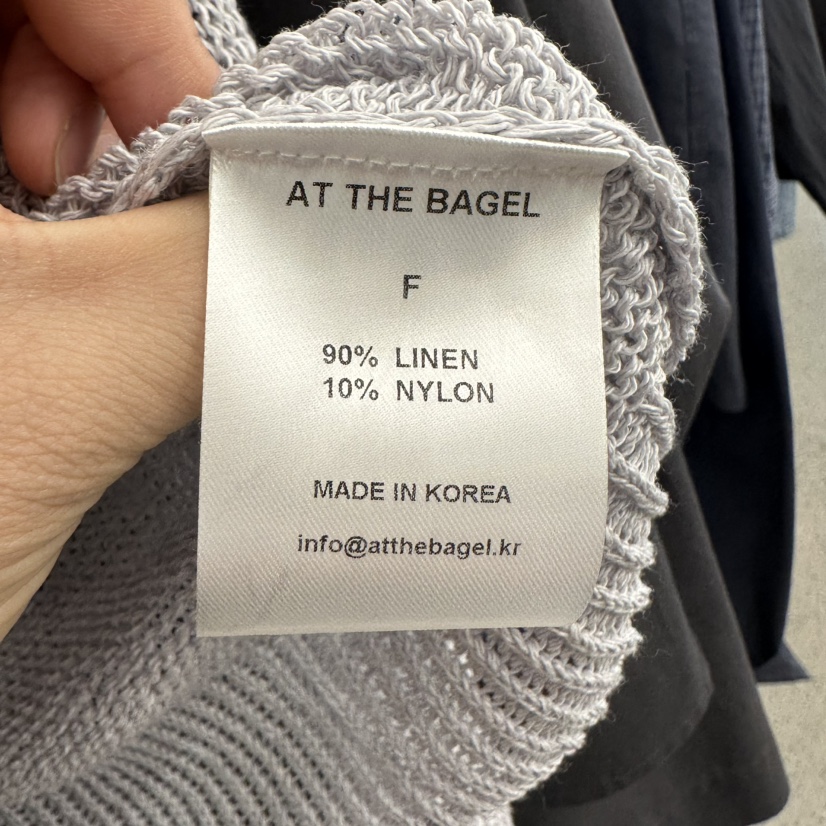 AT THE BAGEL
F
90% LINEN
10% NYLON
MADE IN KOREA
info@atthebagel.kr